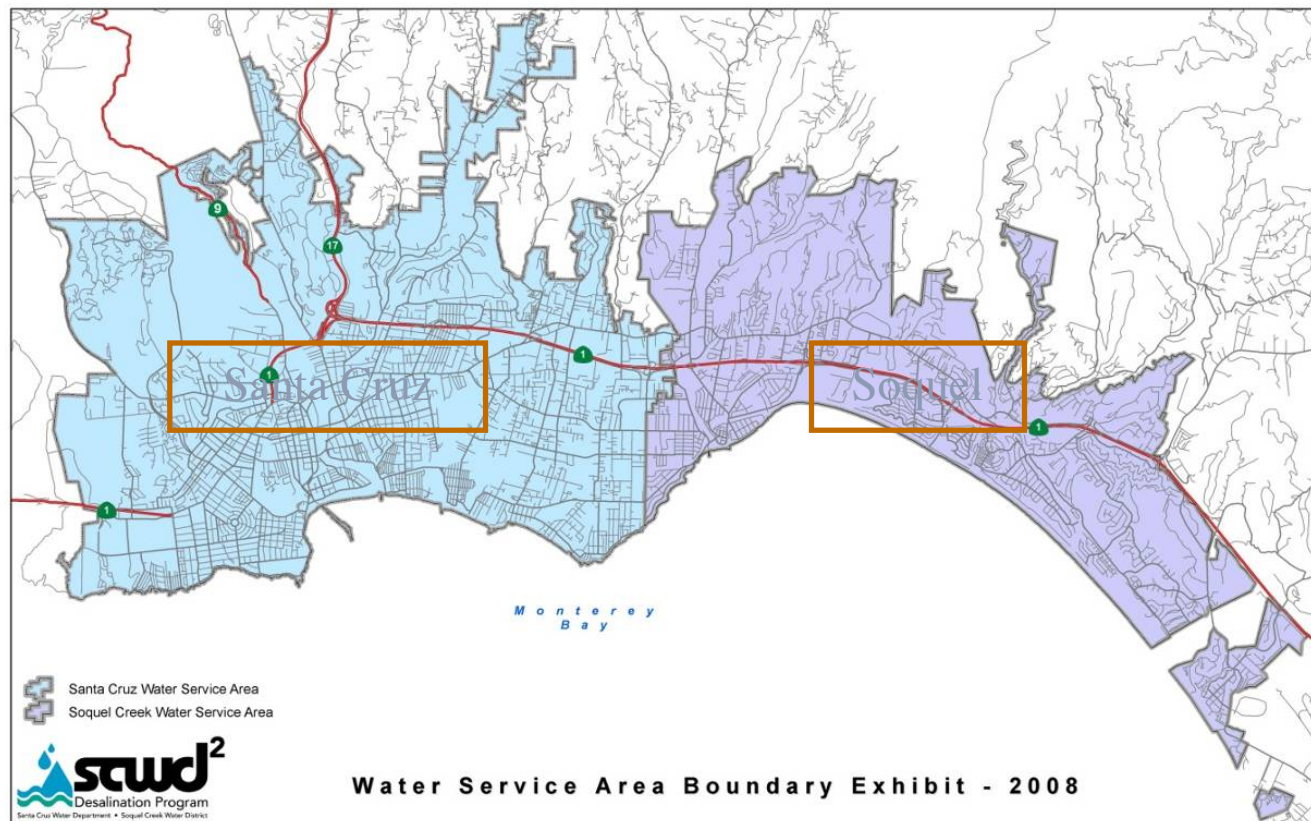 9
17
1
1
Santa Cruz
Soquel
1
1
Monterey
Bay
Santa Cruz Water Service Area
Soquel Creek Water Service Area
scwd2
Desalination Program
Santa Cruz Water Department • Soquel Creek Water District
Water Service Area Boundary Exhibit - 2008